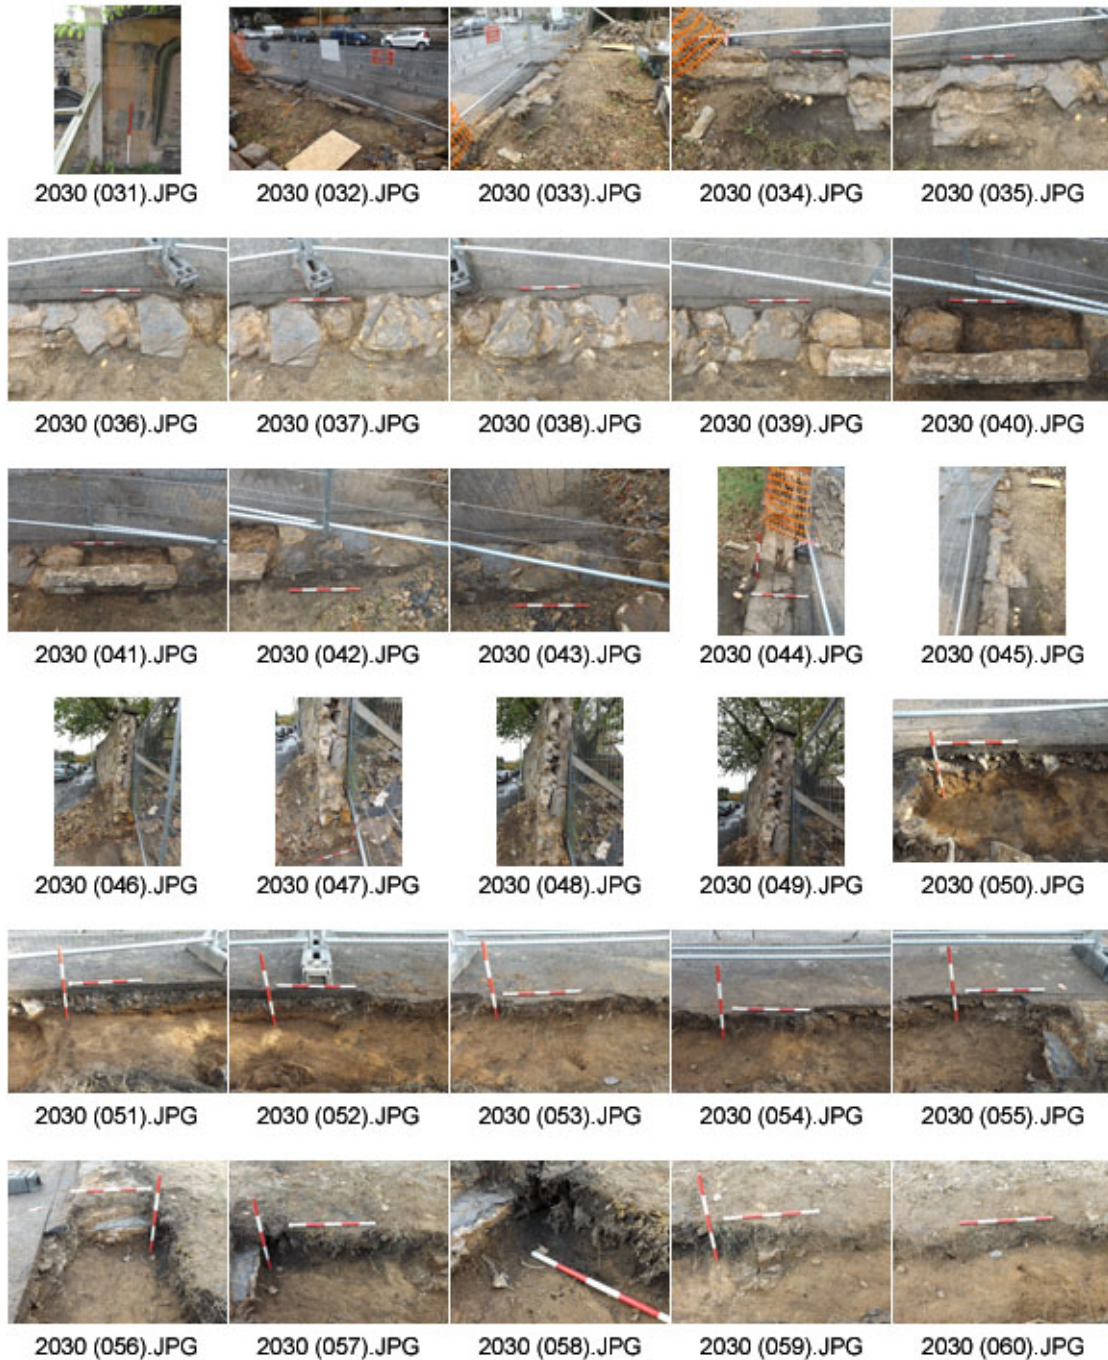 2030 (031).JPG 2030 (032).JPG 2030 (033).JPG 2030 (034).JPG 2030 (035).JPG
2030 (036).JPG 2030 (037).JPG 2030 (038).JPG 2030 (039).JPG 2030 (040).JPG
2030 (041).JPG 2030 (042).JPG 2030 (043).JPG 2030 (044).JPG 2030 (045).JPG
2030 (046).JPG 2030 (047).JPG 2030 (048).JPG 2030 (049).JPG 2030 (050).JPG
2030 (051).JPG 2030 (052).JPG 2030 (053).JPG 2030 (054).JPG 2030 (055).JPG
2030 (056).JPG 2030 (057).JPG 2030 (058).JPG 2030 (059).JPG 2030 (060).JPG